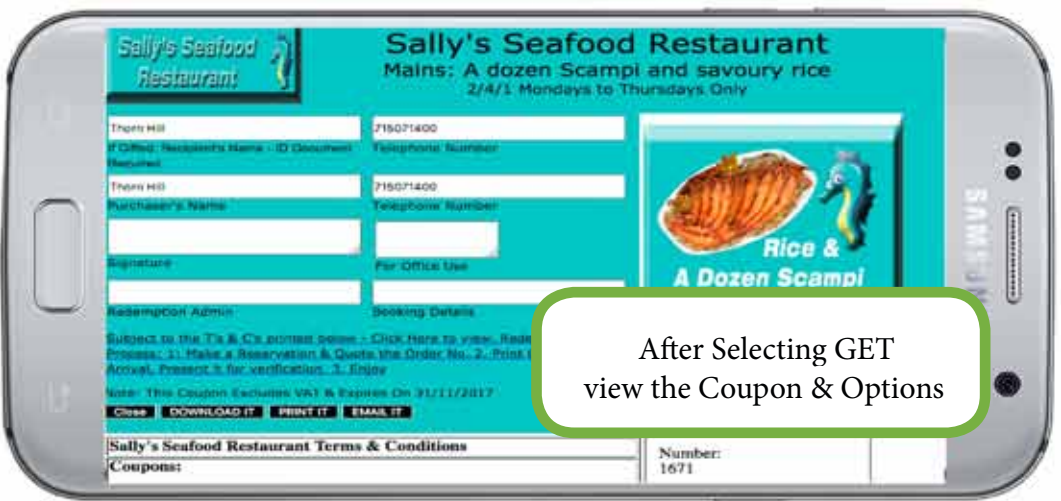 Sally's Seafood
Restaurant
Sally's Seafood Restaurant
Mains: A dozen Scampi and savoury rice
2/4/1 Mondays to Thursdays Only
Thorn Hill
715071400
If Gifted: Recipient's Name - ID Document
Required
Telephone Number
Thorn Hill
715071400
Purchaser's Name
Telephone Number
Signature
For Office Use
Redemption Admin
Booking Details
Rice &
A Dozen Scampi
Subject to the T's & C's printed below - Click Here to view. Rede
Process: 1. Make a Reservation & Quote the Order No. 2. Print
Arrival, Present it for verification. 3. Enjoy
Note: This Coupon Excludes VAT & Expires On 31/11/2017
Close DOWNLOAD IT PRINT IT EMAIL IT
After Selecting GET
view the Coupon & Options
Sally's Seafood Restaurant Terms & Conditions
Coupons:
Number:
1671
SAMSUNG